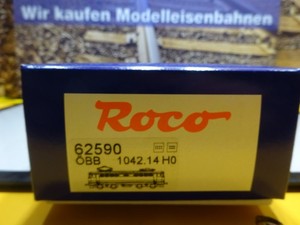 Wir kaufen Modelleisenbahnen
Roco
62590
ÖBB 1042.14 H0